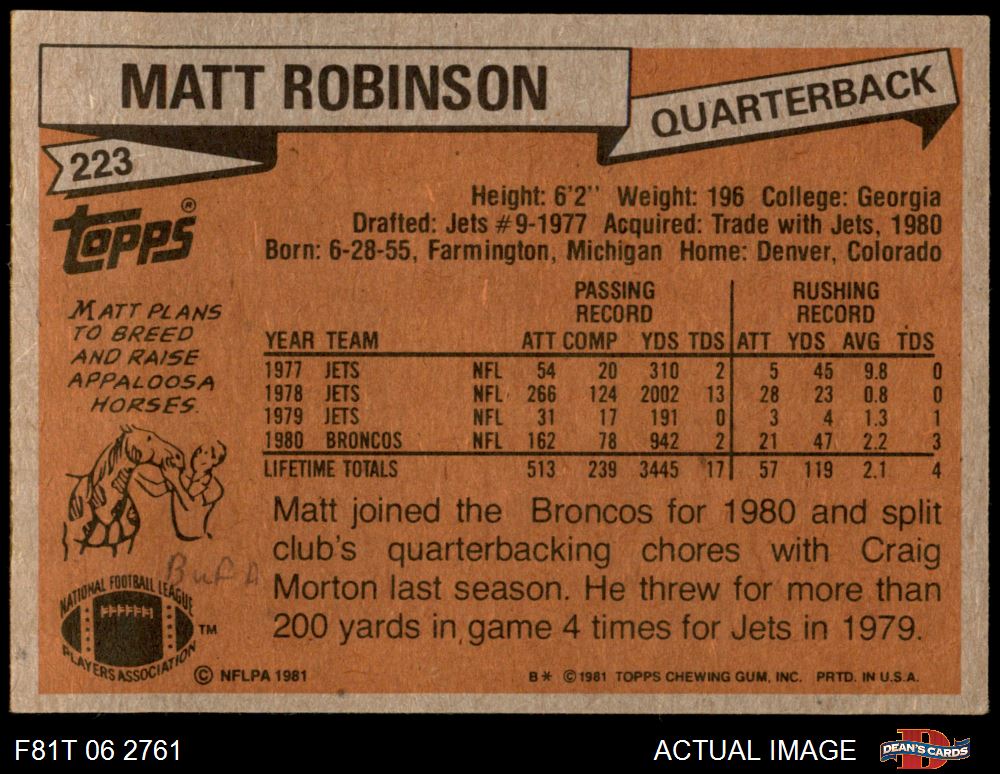 MATT ROBINSON
QUARTERBACK
223
TOPPS®
Height: 6'2'' Weight: 196 College: Georgia
Drafted: Jets #9-1977 Acquired: Trade with Jets, 1980
Born: 6-28-55, Farmington, Michigan Home: Denver, Colorado
MATT PLANS
TO BREED
AND RAISE
APPALOOSA
HORSES.
PASSING RUSHING
RECORD RECORD
YEAR TEAM ATT COMP YDS TDS ATT YDS AVG TDS
1977 JETS NFL 54 20 310 2 5 45 9.8 0
1978 JETS NFL 266 124 2002 13 28 23 0.8 0
1979 JETS NFL 31 17 191 0 3 4 1.3 1
1980 BRONCOS NFL 162 78 942 2 21 47 2.2 3
LIFETIME TOTALS 513 239 3445 17 57 119 2.1 4
Matt joined the Broncos for 1980 and split
club's quarterbacking chores with Craig
Morton last season. He threw for more than
200 yards in game 4 times for Jets in 1979.
NATIONAL FOOTBALL LEAGUE
PLAYERS ASSOCIATION
TM
© NFLPA 1981
B* © 1981 TOPPS CHEWING GUM, INC. PRTD. IN U.S.A.
F81T 06 2761
ACTUAL IMAGE
DEAN'S CARDS